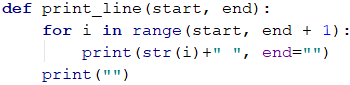 def print_line(start, end):
    for i in range(start, end + 1):
        print(str(i)+" ", end="")
    print("")